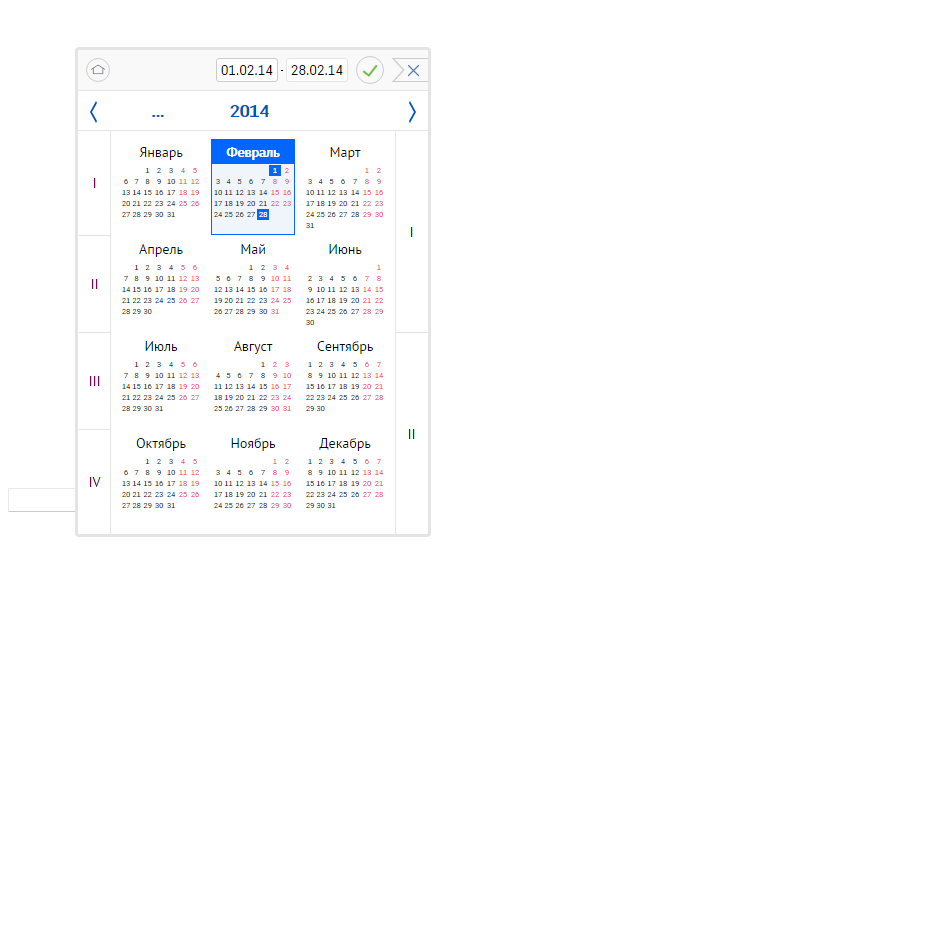 01.02.14 - 28.02.14
... 2014
Январь Февраль Март
I
1 2 3 4 5 1 2 1 2
6 7 8 9 10 11 12 3 4 5 6 7 8 9 3 4 5 6 7 8 9
13 14 15 16 17 18 19 10 11 12 13 14 15 16 10 11 12 13 14 15 16
20 21 22 23 24 25 26 17 18 19 20 21 22 23 17 18 19 20 21 22 23
27 28 29 30 31 24 25 26 27 28 24 25 26 27 28 29 30
31
I
Апрель Май Июнь
II
1 2 3 4 5 6 1 2 3 4 1
7 8 9 10 11 12 13 5 6 7 8 9 10 11 2 3 4 5 6 7 8
14 15 16 17 18 19 20 12 13 14 15 16 17 18 9 10 11 12 13 14 15
21 22 23 24 25 26 27 19 20 21 22 23 24 25 16 17 18 19 20 21 22
28 29 30 26 27 28 29 30 31 23 24 25 26 27 28 29
30
Июль Август Сентябрь
III
1 2 3 4 5 6 1 2 3 1 2 3 4 5 6 7
7 8 9 10 11 12 13 4 5 6 7 8 9 10 8 9 10 11 12 13 14
14 15 16 17 18 19 20 11 12 13 14 15 16 17 15 16 17 18 19 20 21
21 22 23 24 25 26 27 18 19 20 21 22 23 24 22 23 24 25 26 27 28
28 29 30 31 25 26 27 28 29 30 31 29 30
II
Октябрь Ноябрь Декабрь
IV
1 2 3 4 5 1 2 1 2 3 4 5 6 7
6 7 8 9 10 11 12 3 4 5 6 7 8 9 8 9 10 11 12 13 14
13 14 15 16 17 18 19 10 11 12 13 14 15 16 15 16 17 18 19 20 21
20 21 22 23 24 25 26 17 18 19 20 21 22 23 22 23 24 25 26 27 28
27 28 29 30 31 24 25 26 27 28 29 30 29 30 31